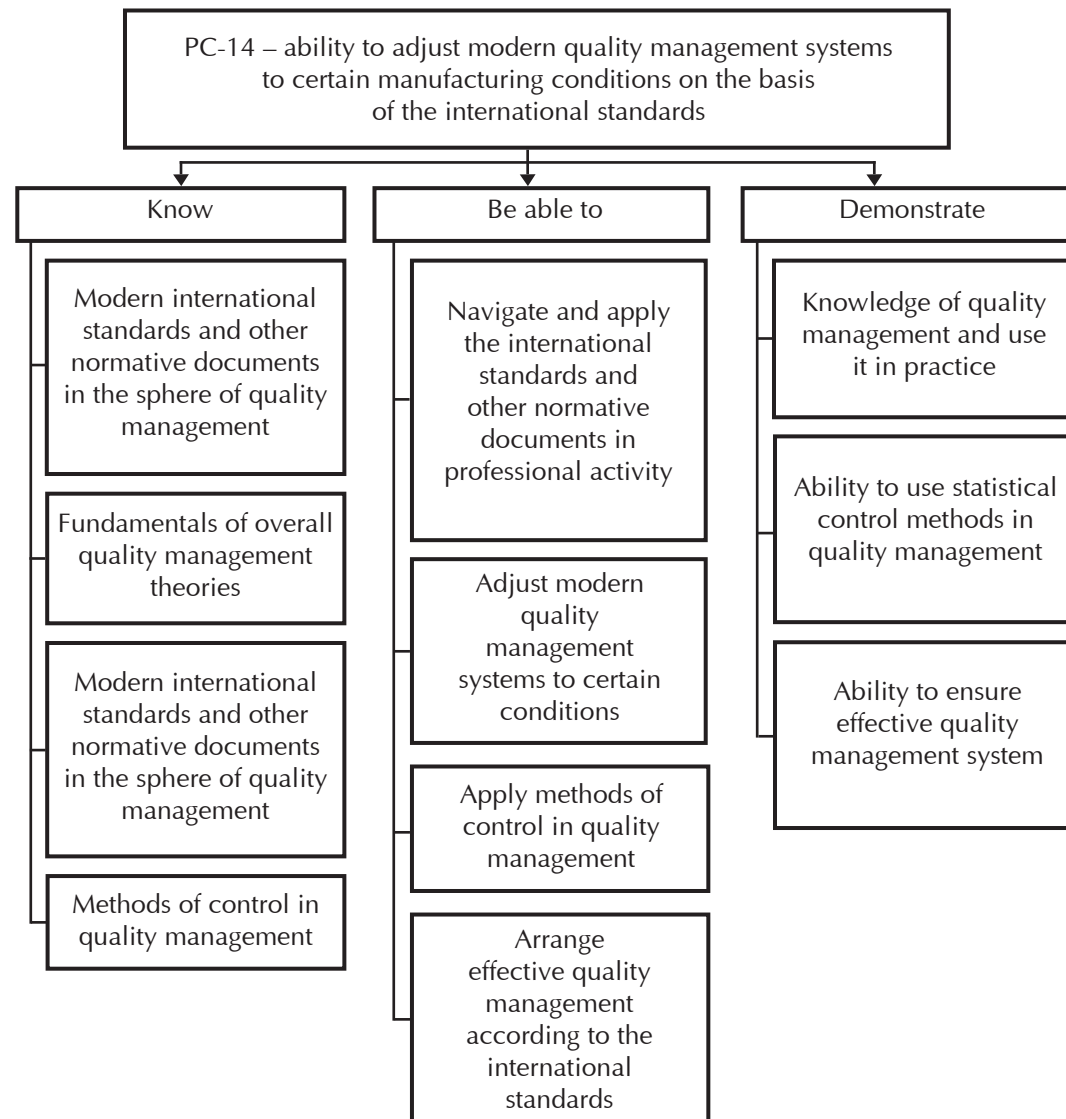 PC-14 – ability to adjust modern quality management systems
to certain manufacturing conditions on the basis
of the international standards
Know
Modern international
standards and other
normative documents
in the sphere of quality
management
Fundamentals of overall
quality management
theories
Modern international
standards and other
normative documents
in the sphere of quality
management
Methods of control in
quality management
Be able to
Navigate and apply
the international
standards and
other normative
documents in
professional activity
Adjust modern
quality
management
systems to certain
conditions
Apply methods of
control in quality
management
Arrange
effective quality
management
according to the
international
standards
Demonstrate
Knowledge of quality
management and use
it in practice
Ability to use statistical
control methods in
quality management
Ability to ensure
effective quality
management system